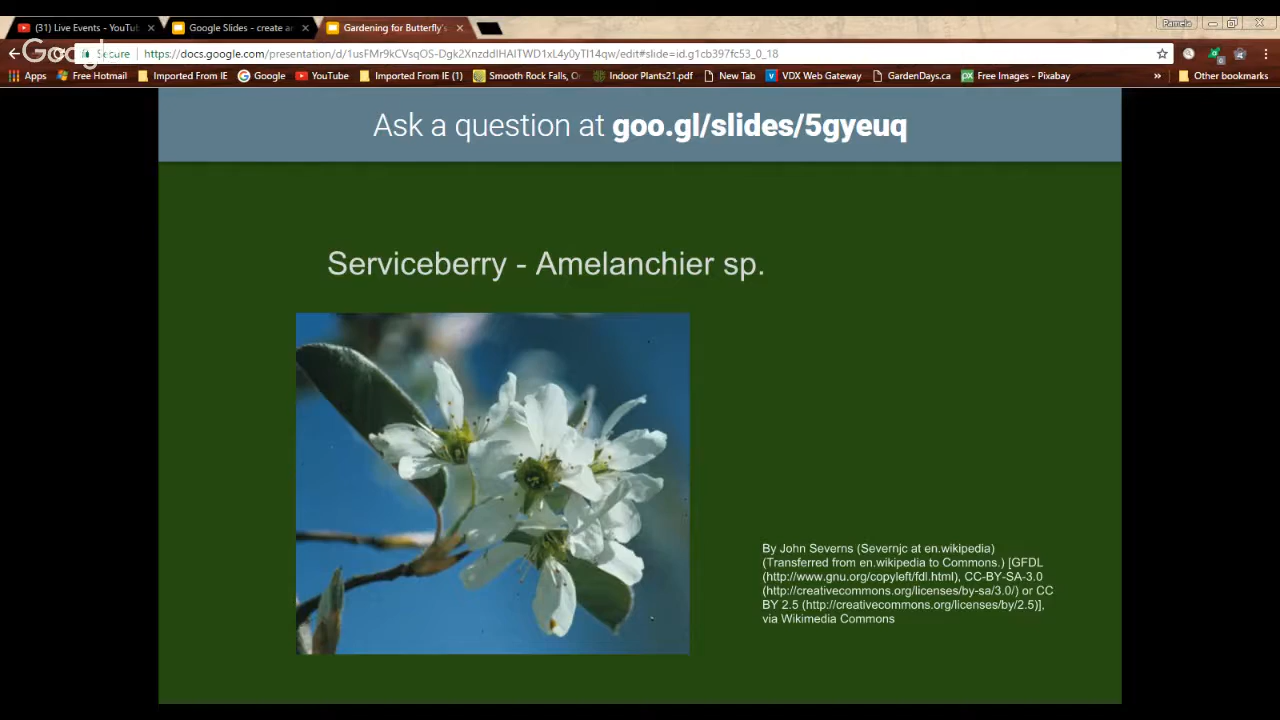 (31) Live Events - YouTu
Google Slides - create an
Gardening for Butterfly's
Pamela
Secure
https://docs.google.com/presentation/d/1usFMr9kCVsqOS-Dgk2XnzddlHAITWD1xL4y0yTI14qw/edit#slide=id.g1cb397fc53_0_18
Apps
Free Hotmail
Imported From IE
Google
YouTube
Imported From IE (1)
Smooth Rock Falls, O
Indoor Plants21.pdf
New Tab
VDX Web Gateway
GardenDays.ca
Free Images - Pixabay
»
Other bookmarks
Ask a question at goo.gl/slides/5gyeuq
Serviceberry - Amelanchier sp.
By John Severns (Severnjc at en.wikipedia)
(Transferred from en.wikipedia to Commons.) [GFDL
(http://www.gnu.org/copyleft/fdl.html), CC-BY-SA-3.0
(http://creativecommons.org/licenses/by-sa/3.0/) or CC
BY 2.5 (http://creativecommons.org/licenses/by/2.5)],
via Wikimedia Commons